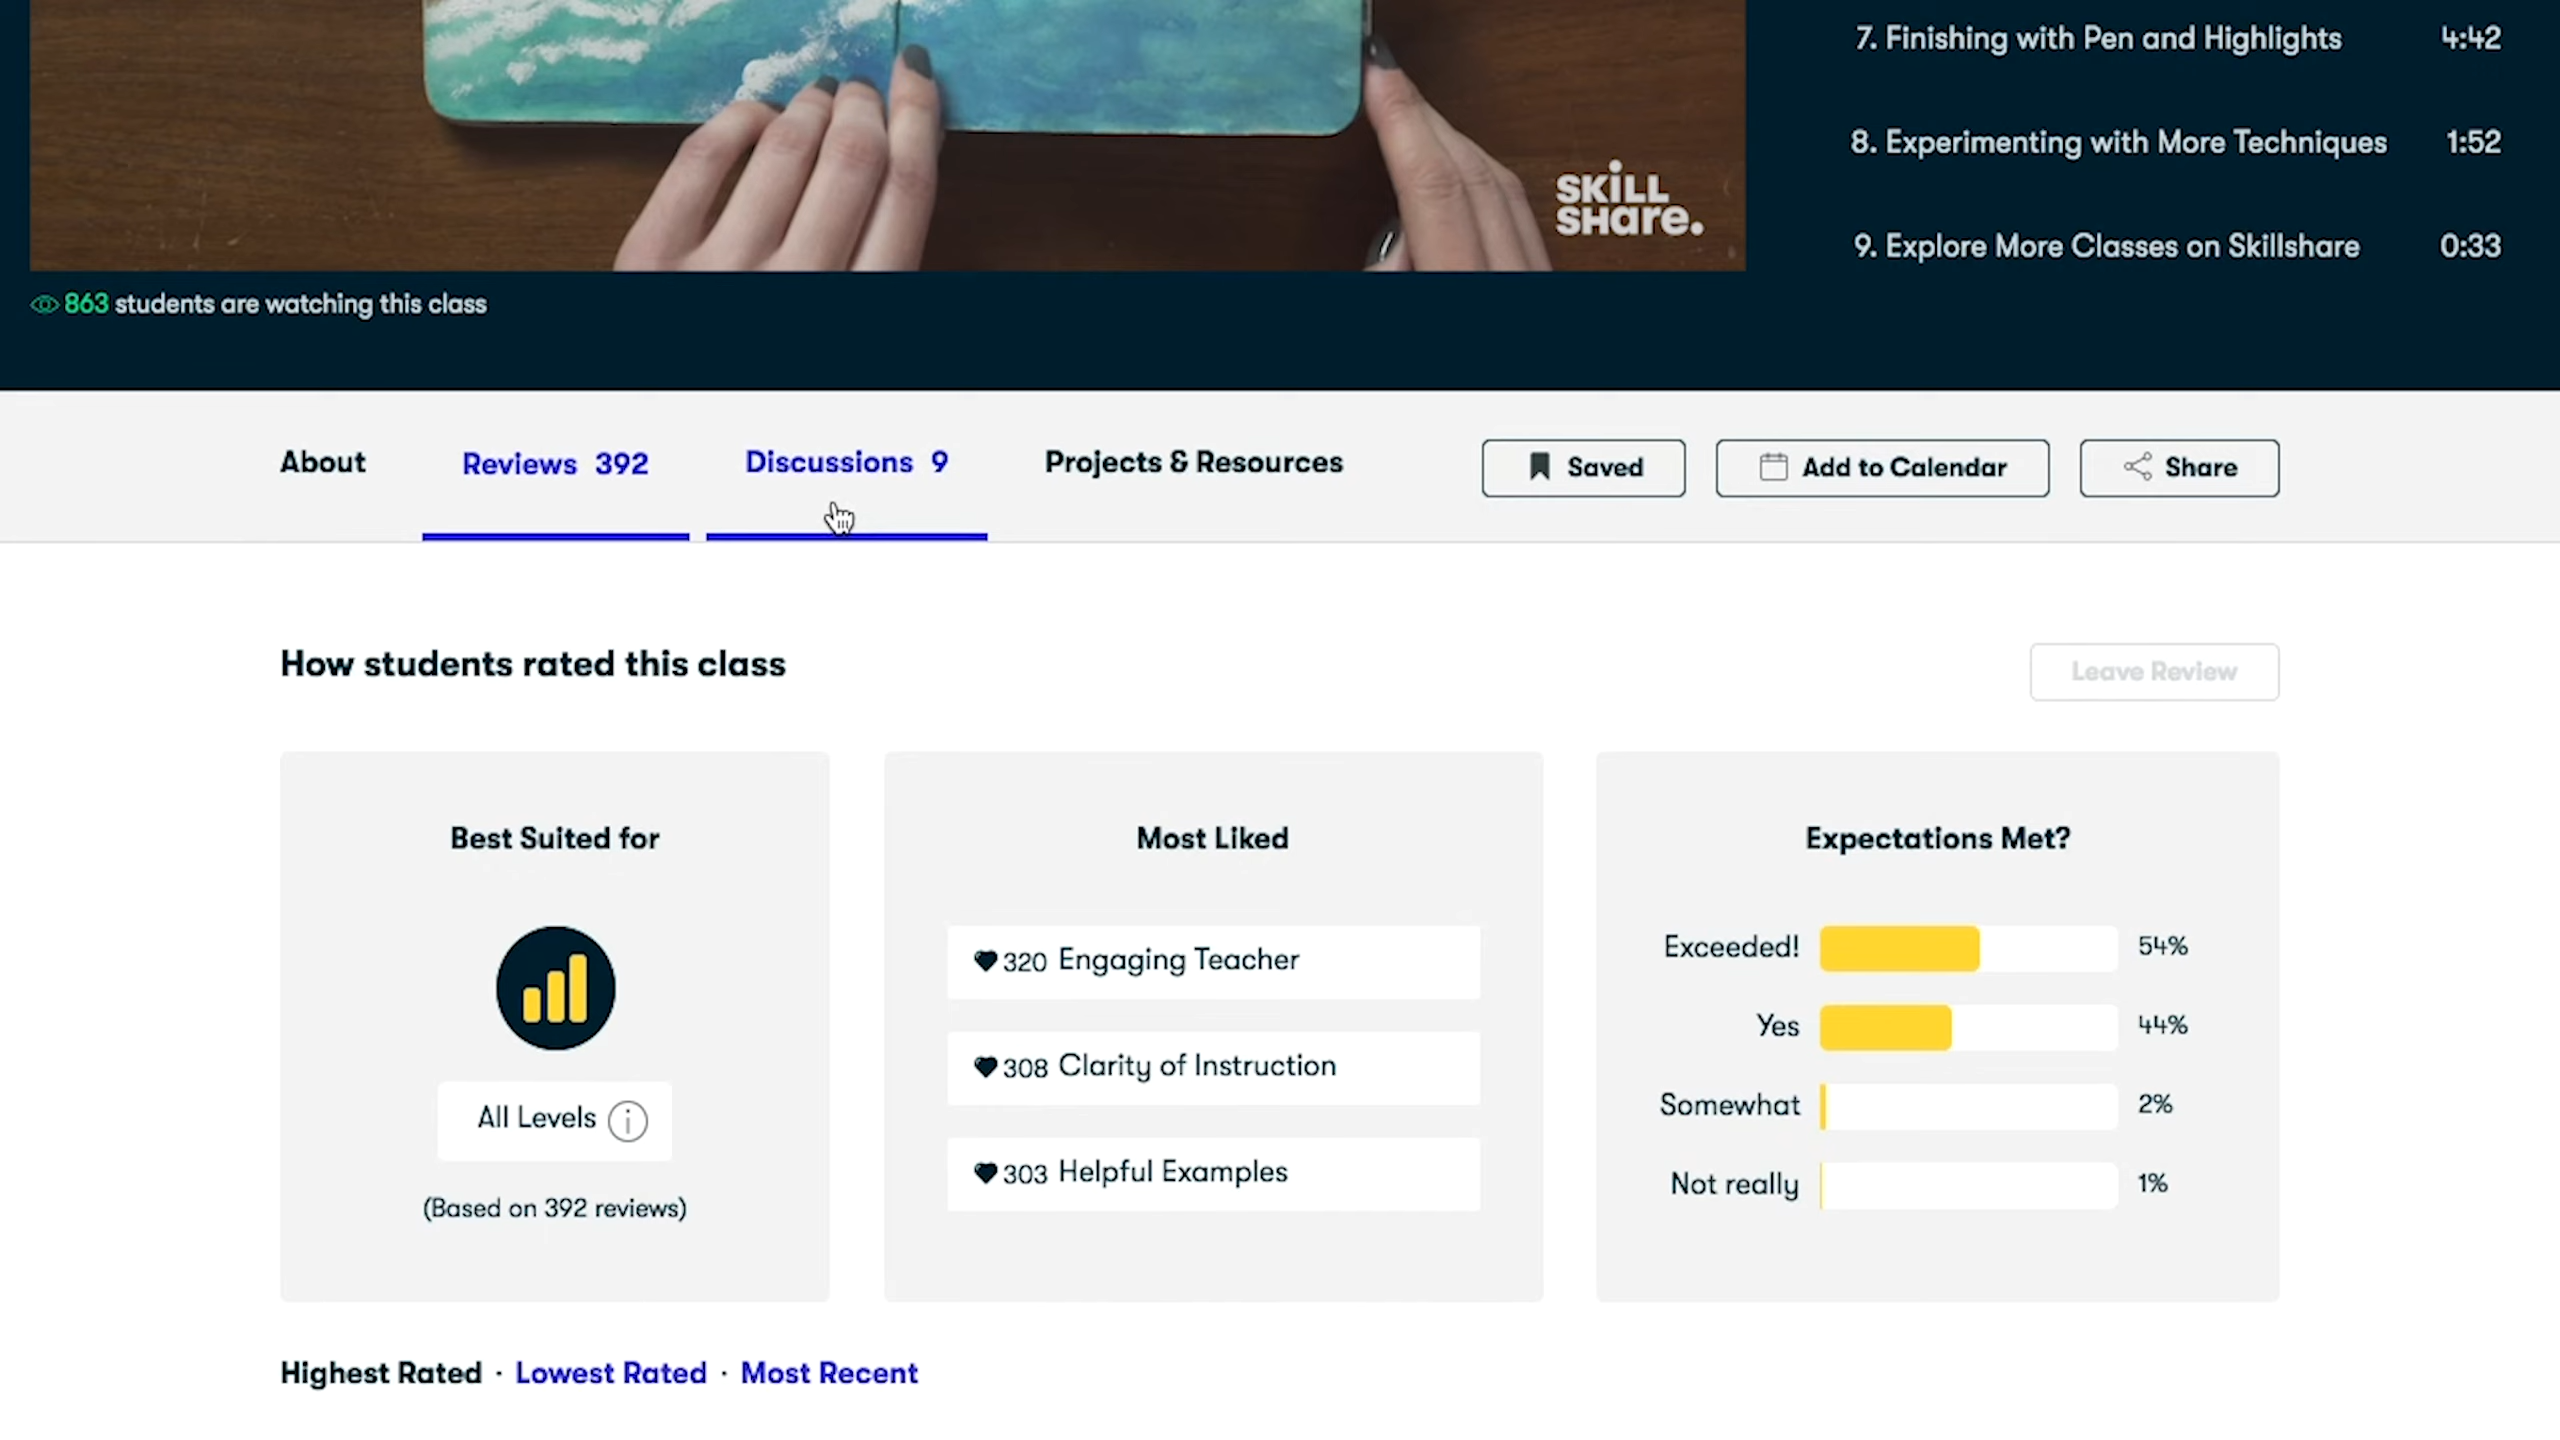 7. Finishing with Pen and Highlights 4:42
8. Experimenting with More Techniques 1:52
9. Explore More Classes on Skillshare 0:33
SKILL
SHare.
863 students are watching this class
About Reviews 392 Discussions 9 Projects & Resources Saved Add to Calendar Share
How students rated this class Leave Review
Best Suited for
All Levels
(Based on 392 reviews)
Most Liked
320 Engaging Teacher
308 Clarity of Instruction
303 Helpful Examples
Expectations Met?
Exceeded! 54%
Yes 44%
Somewhat 2%
Not really 1%
Highest Rated · Lowest Rated · Most Recent